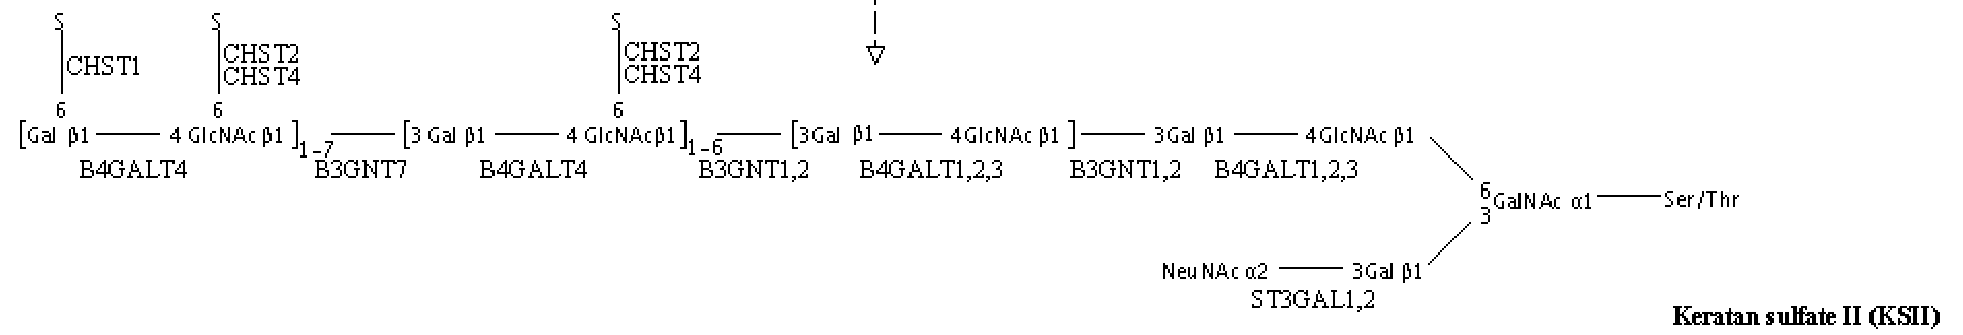 S S S
CHST1 CHST2 CHST2
CHST4 CHST4
6 6 6
[Gal β1 4 GlcNAc β1]1-7 [3 Gal β1 4 GlcNAcβ1]1-6 [3Gal β1 4GlcNAc β1 ] 3Gal β1 4GlcNAc β1
B4GALT4 B3GNT7 B4GALT4 B3GNT1,2 B4GALT1,2,3 B3GNT1,2 B4GALT1,2,3
6
GalNAc α1 Ser/Thr
3
NeuNAc α2 3Gal β1
ST3GAL1,2
Keratan sulfate II (KSII)